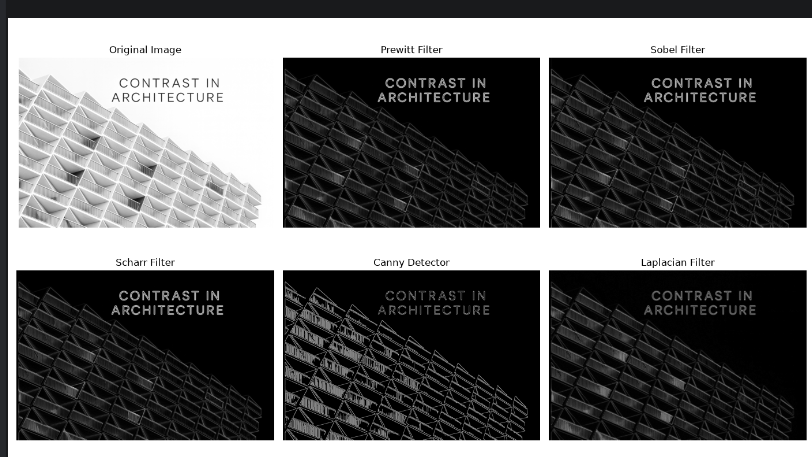 Original Image
CONTRAST IN
ARCHITECTURE
Prewitt Filter
CONTRAST IN
ARCHITECTURE
Sobel Filter
CONTRAST IN
ARCHITECTURE
Scharr Filter
CONTRAST IN
ARCHITECTURE
Canny Detector
CONTRAST IN
ARCHITECTURE
Laplacian Filter
CONTRAST IN
ARCHITECTURE